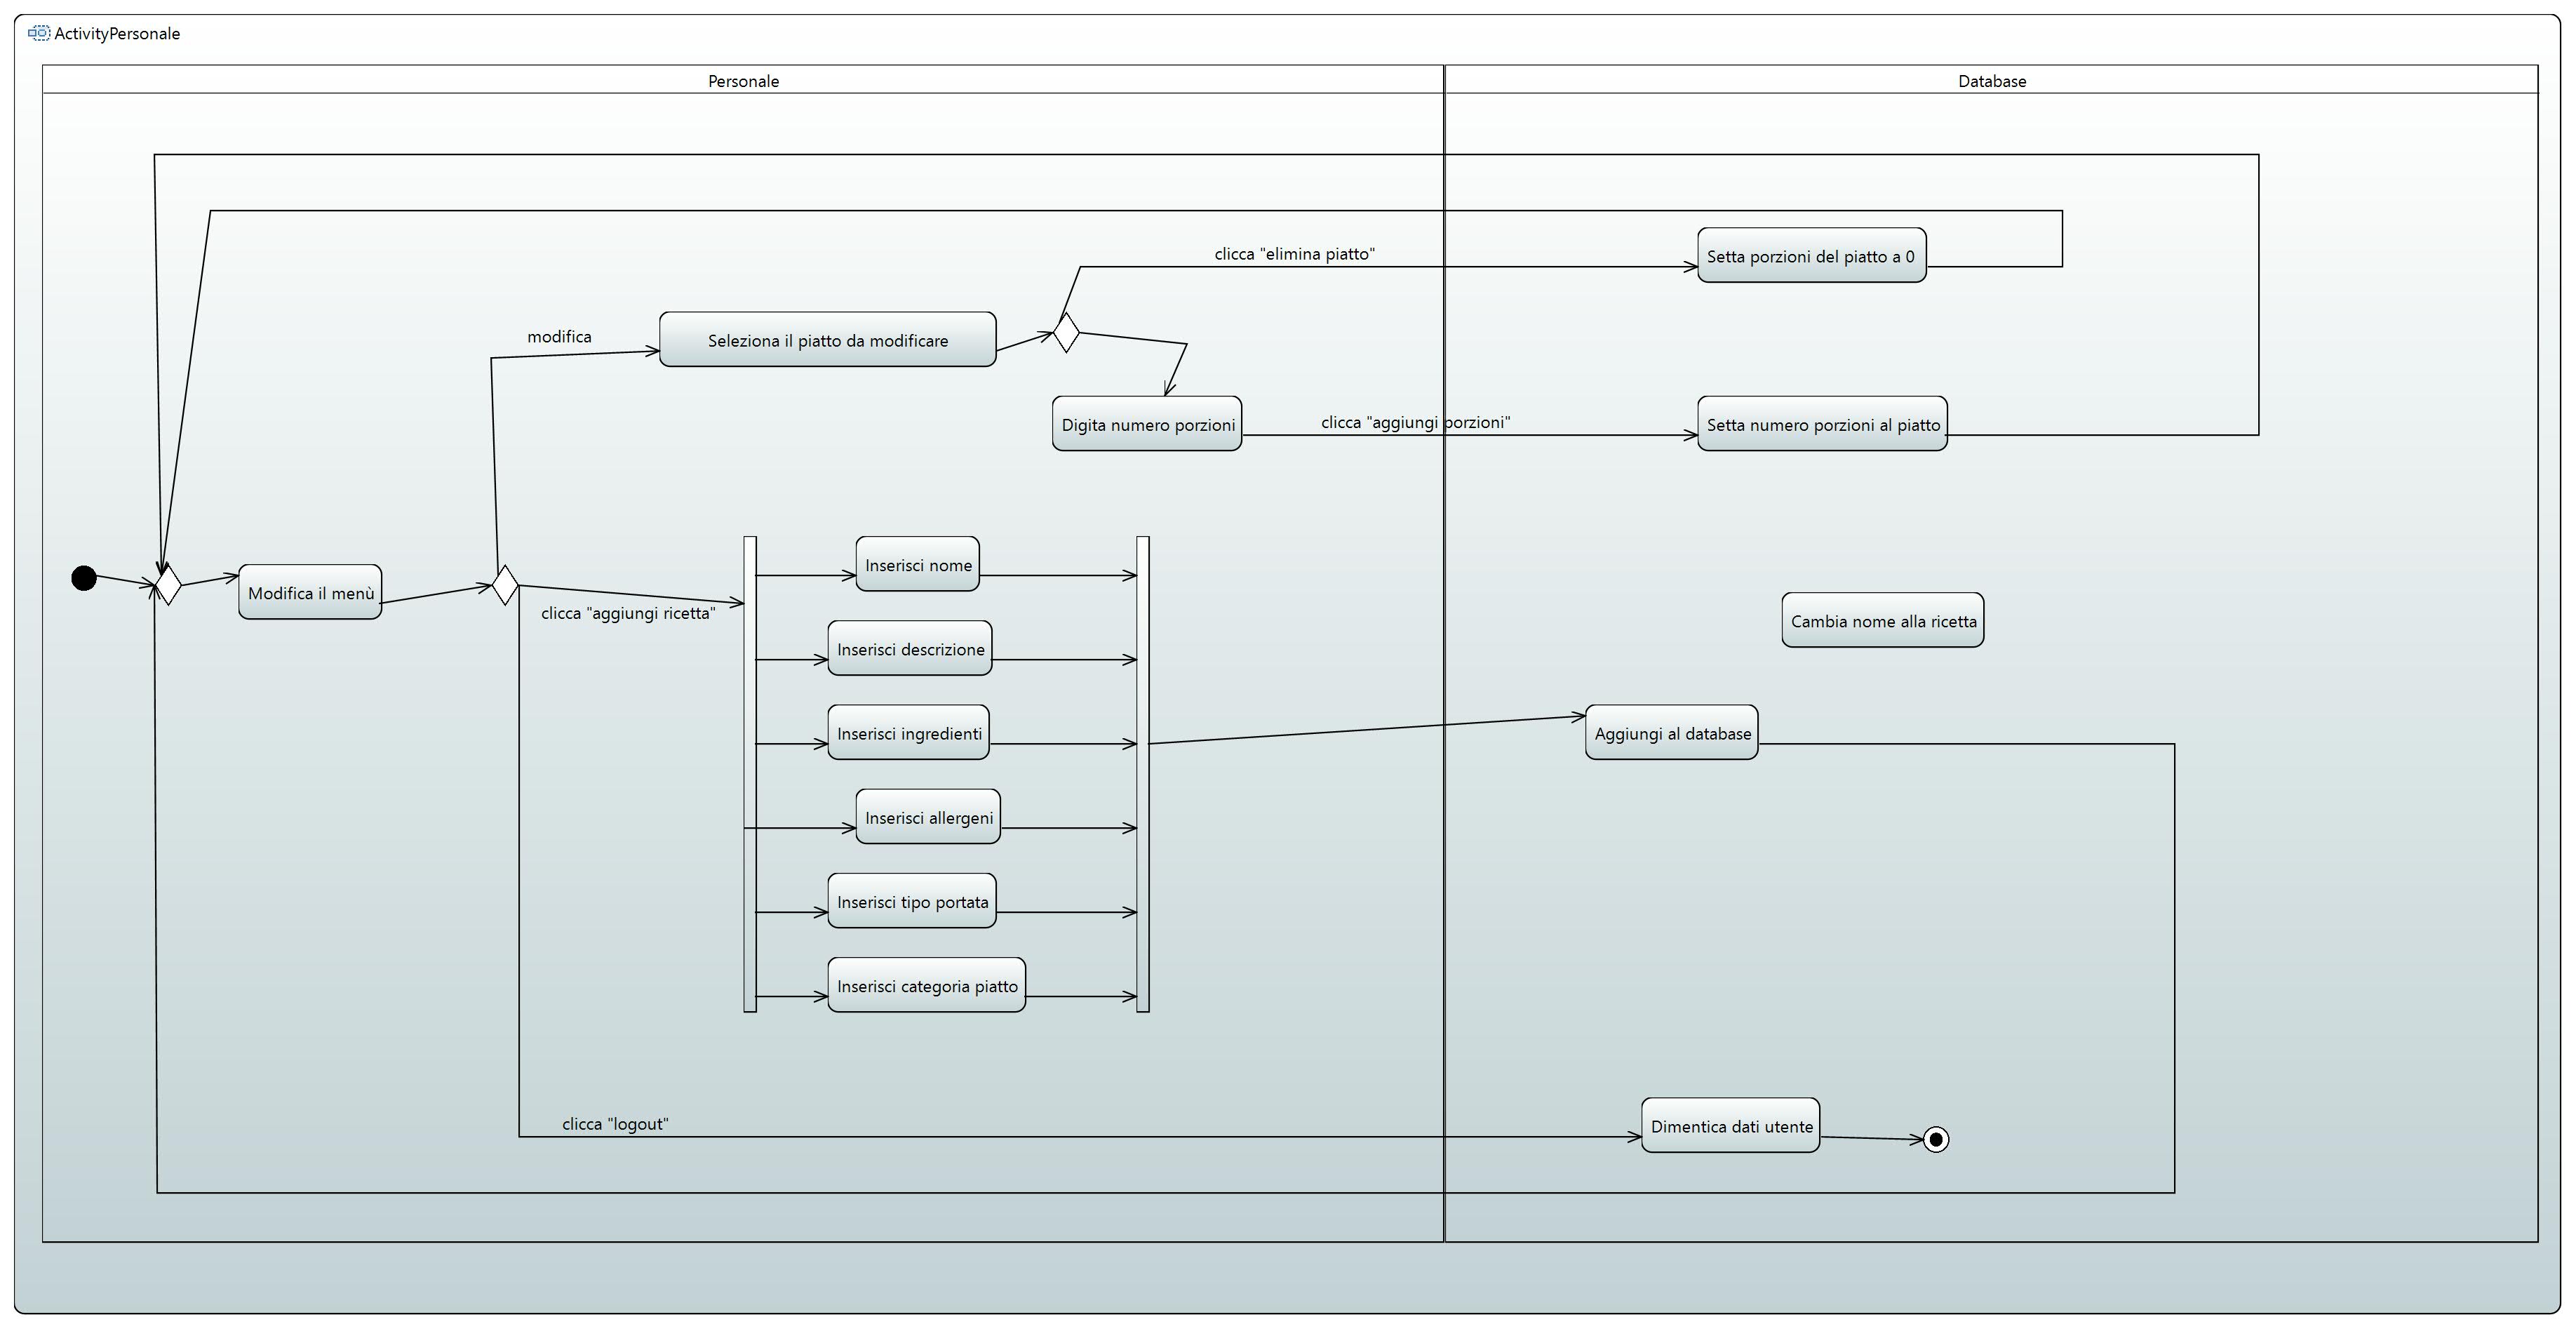 ActivityPersonale
Personale
Database
clicca "elimina piatto"
Setta porzioni del piatto a 0
modifica
Seleziona il piatto da modificare
Digita numero porzioni
clicca "aggiungi porzioni"
Setta numero porzioni al piatto
Modifica il menù
clicca "aggiungi ricetta"
Inserisci nome
Cambia nome alla ricetta
Inserisci descrizione
Inserisci ingredienti
Aggiungi al database
Inserisci allergeni
Inserisci tipo portata
Inserisci categoria piatto
clicca "logout"
Dimentica dati utente